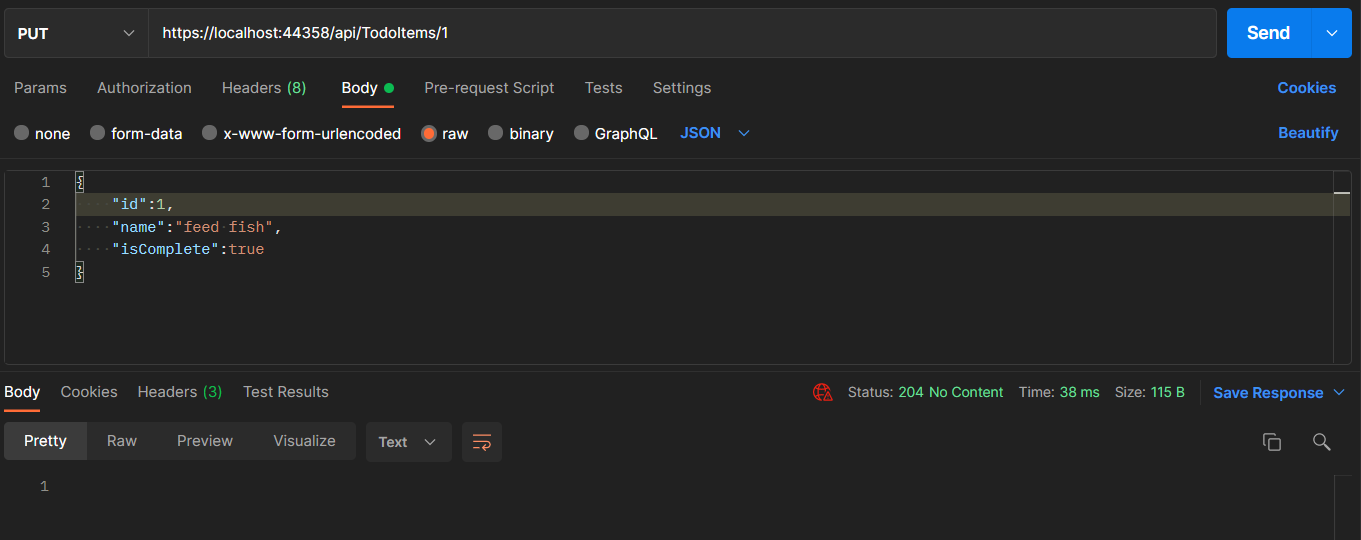 PUT https://localhost:44358/api/TodoItems/1 Send
Params Authorization Headers (8) Body Pre-request Script Tests Settings Cookies
none form-data x-www-form-urlencoded raw binary GraphQL JSON Beautify
1 {
2 "id":1,
3 "name":"feed fish",
4 "isComplete":true
5 }
Body Cookies Headers (3) Test Results Status: 204 No Content Time: 38 ms Size: 115 B Save Response
Pretty Raw Preview Visualize Text
1